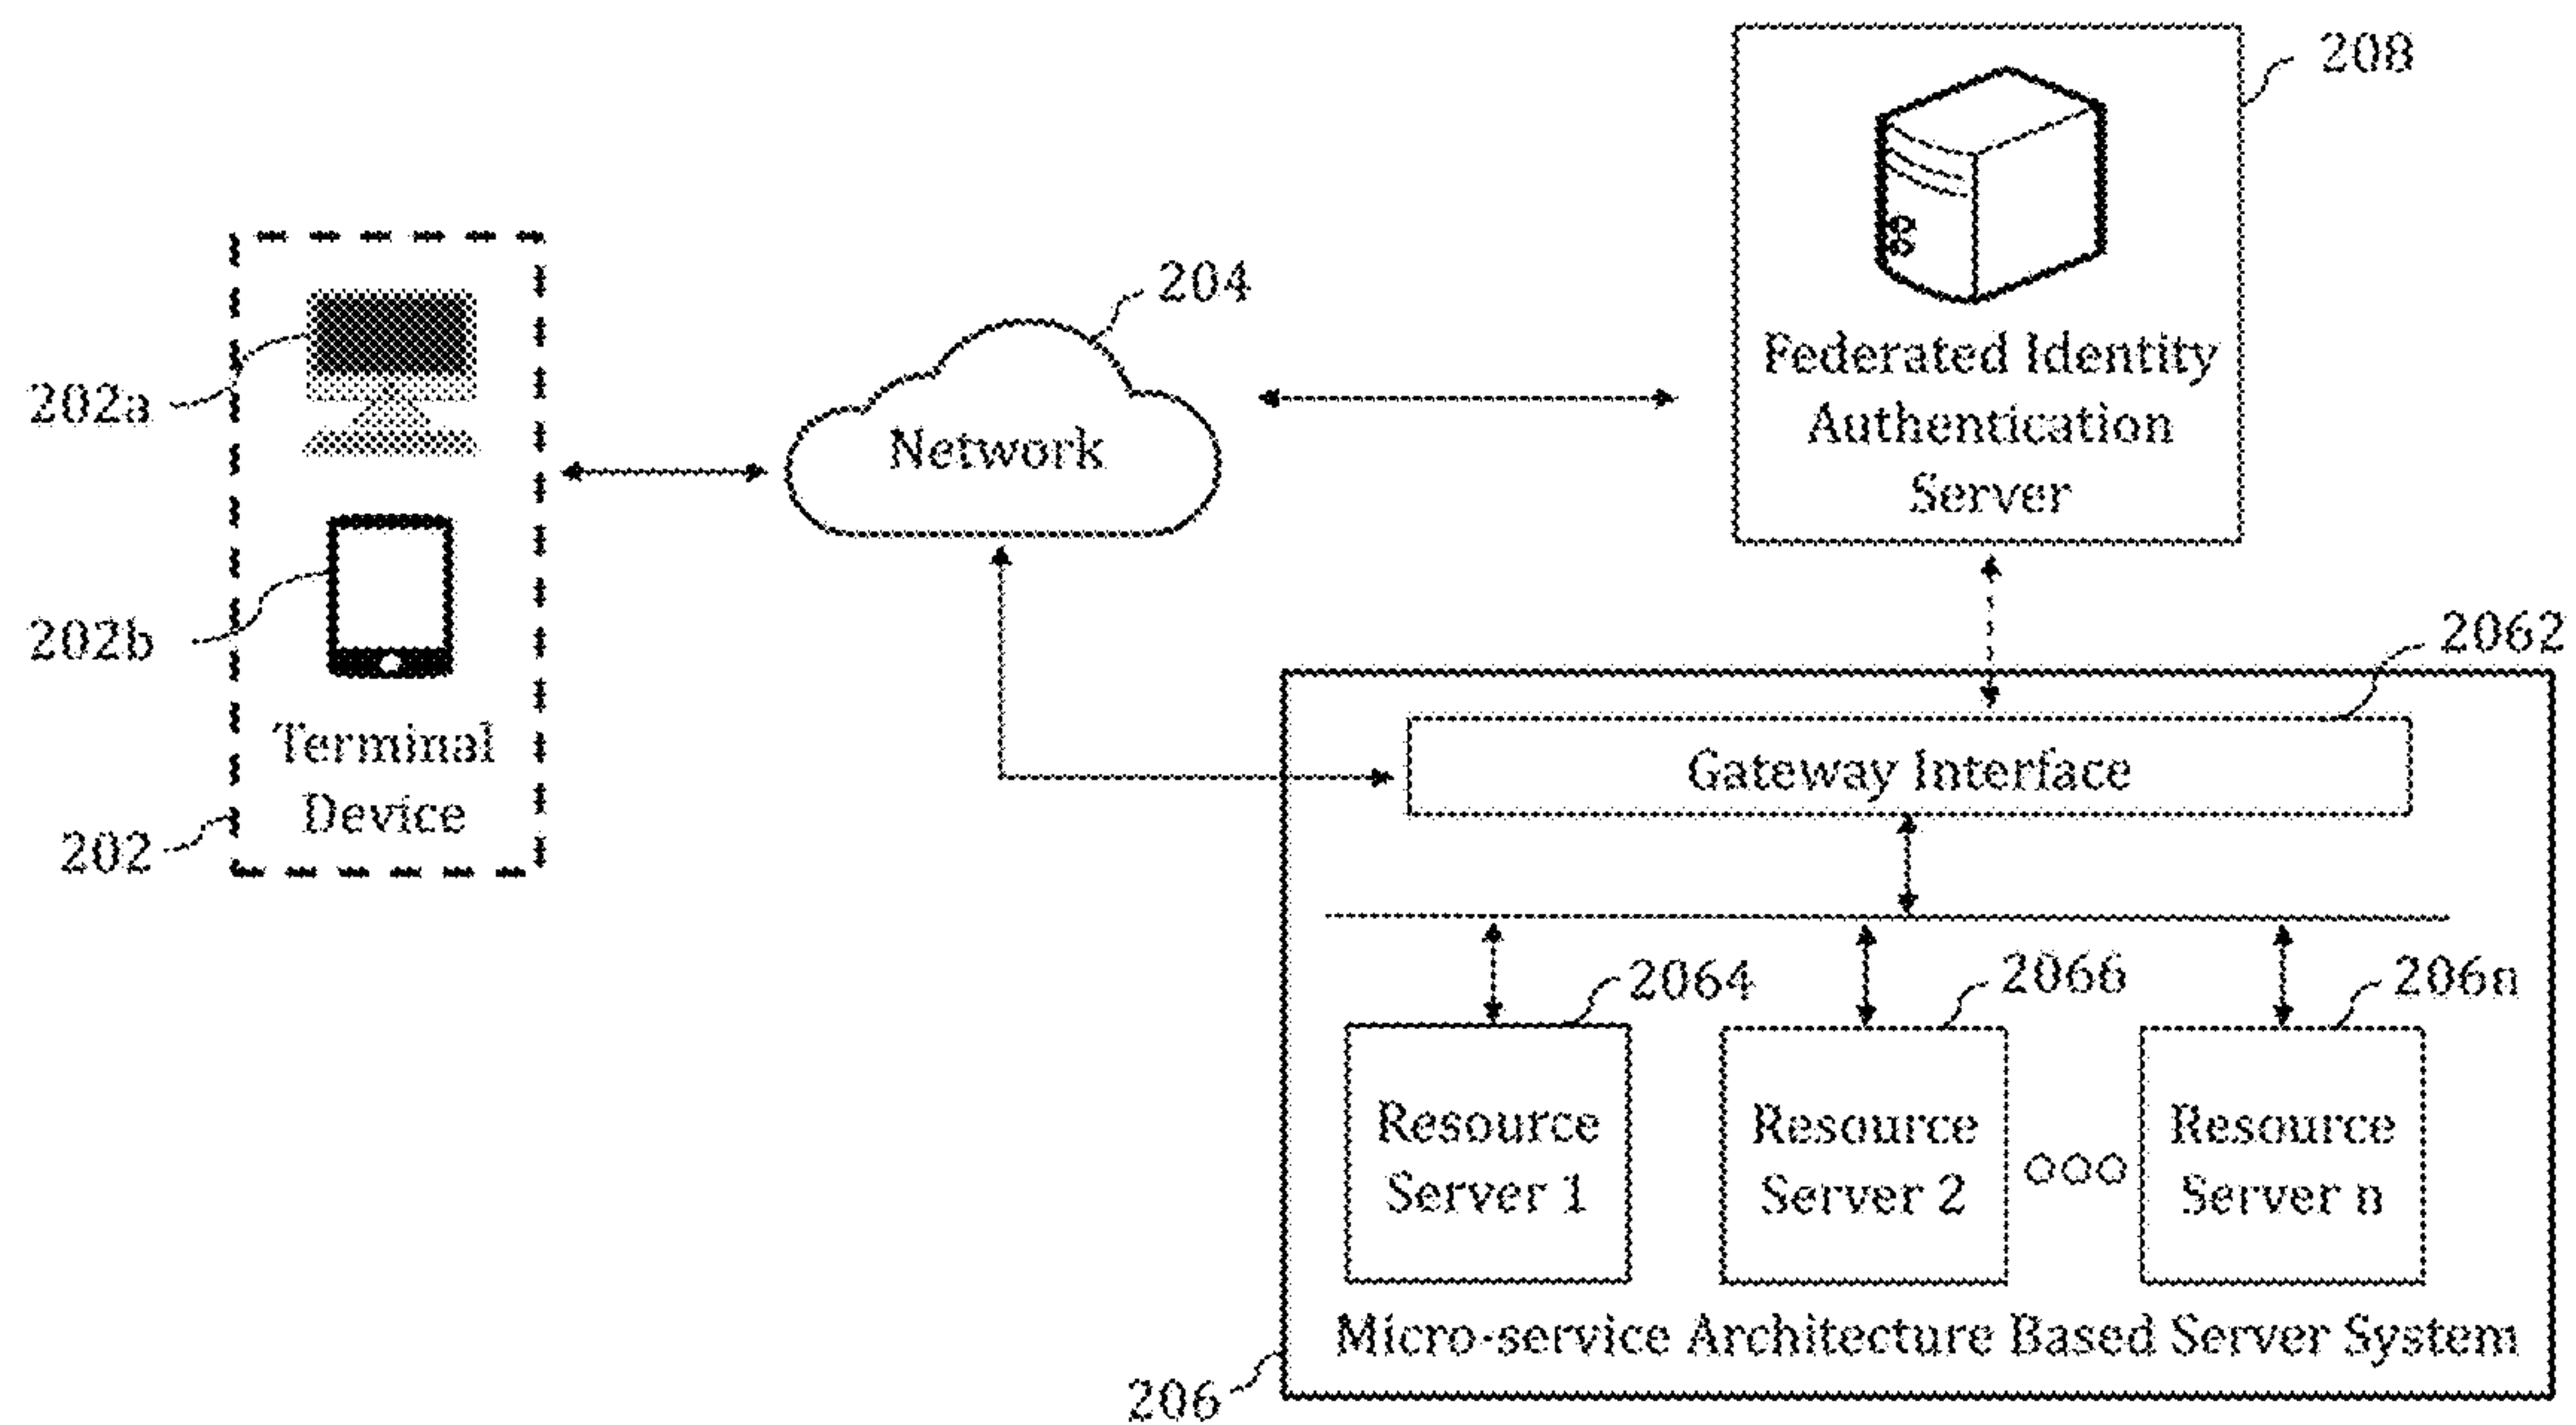 208
204
202a
Federated Identity
Authentication
Server
Network
202b
2062
Terminal
Device
202
Gateway Interface
2064
2066
206n
Resource
Server 1
Resource
Server 2
Resource
Server n
Micro-service Architecture Based Server System
206